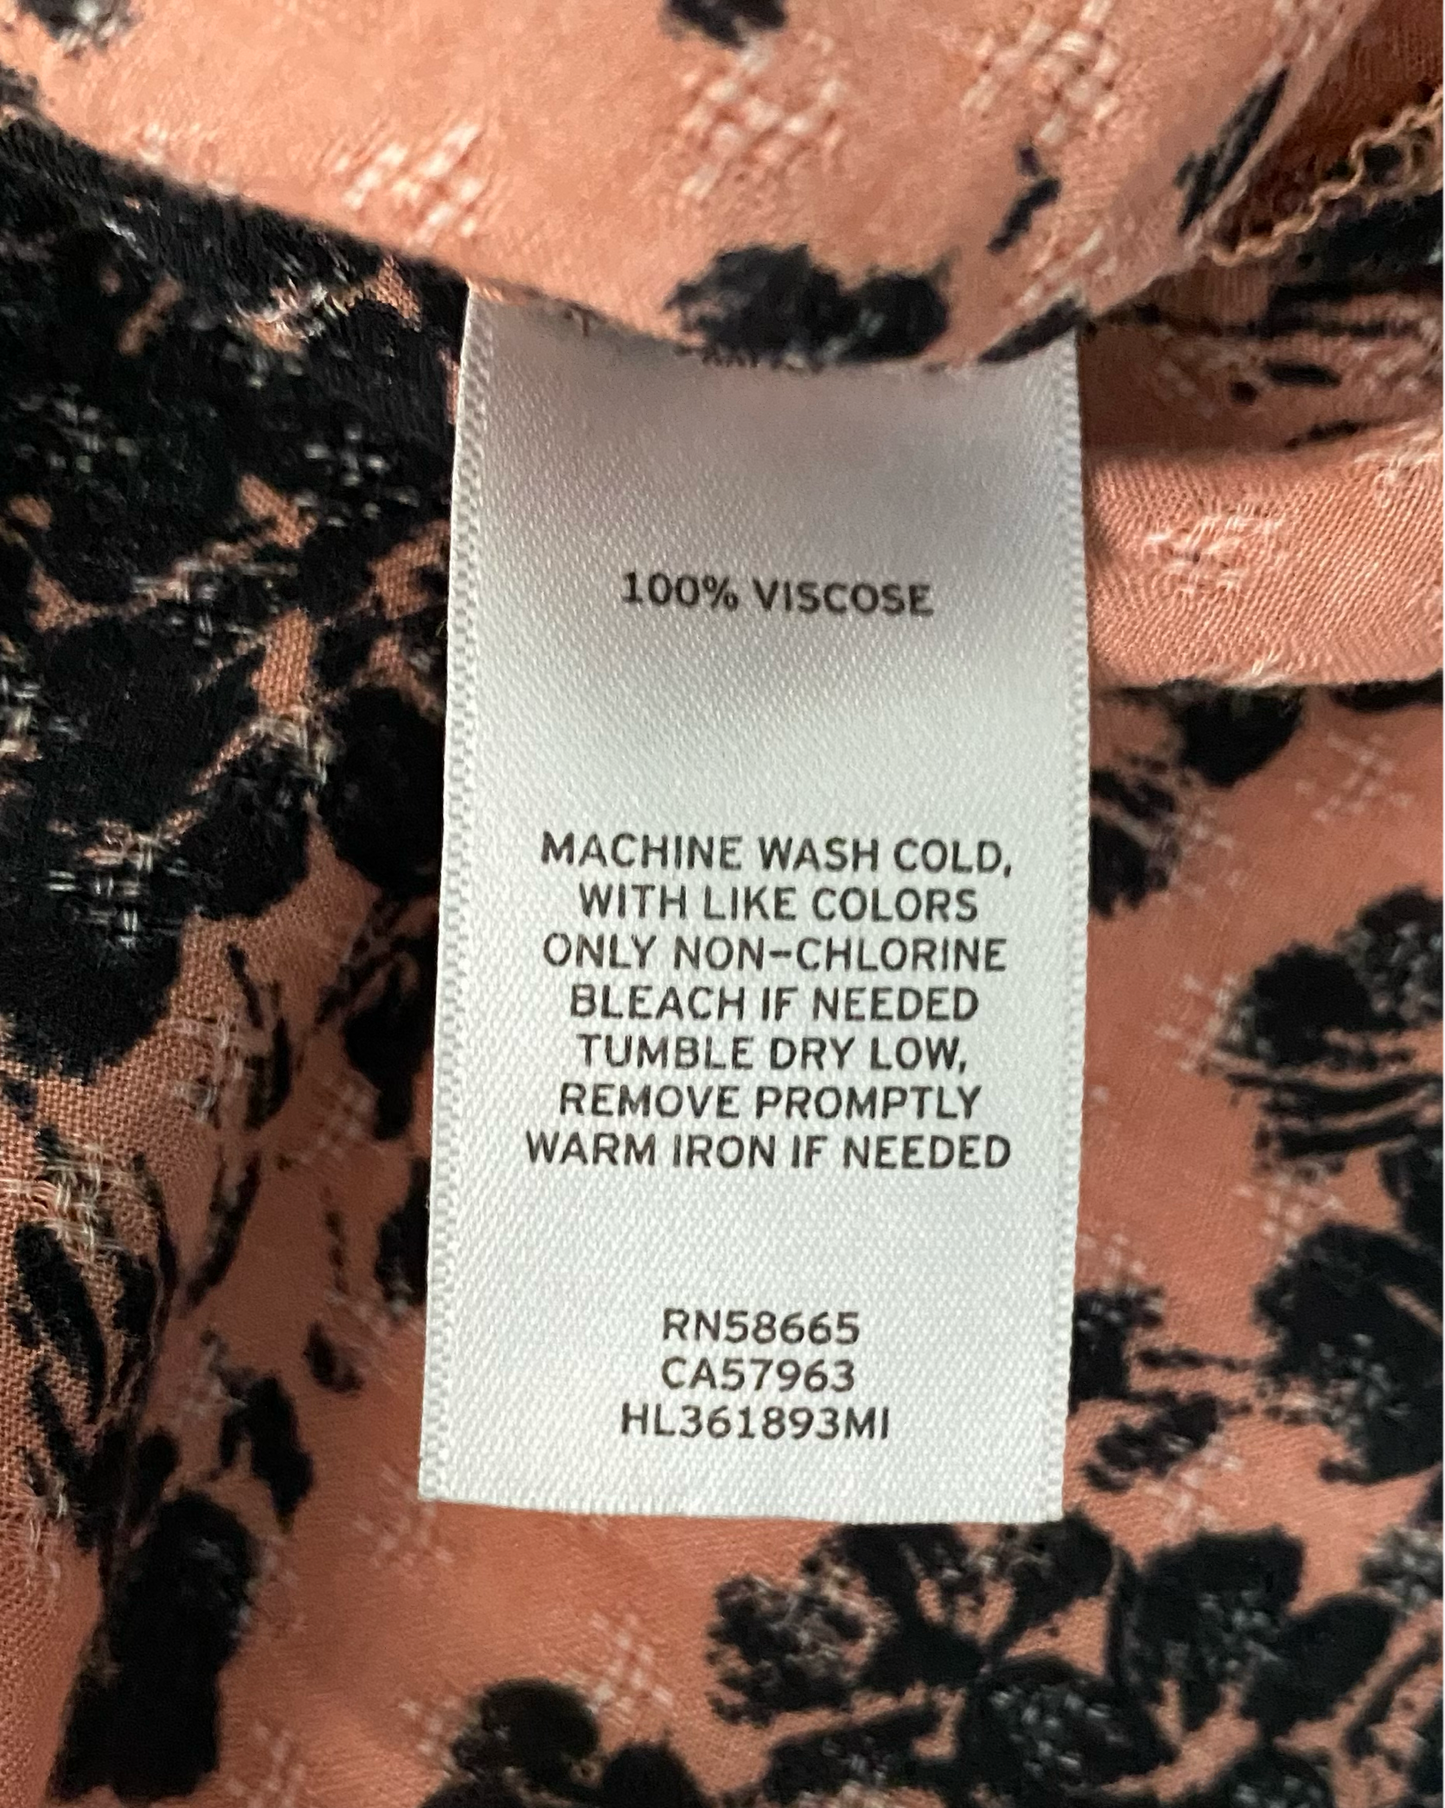 100% VISCOSE
MACHINE WASH COLD,
WITH LIKE COLORS
ONLY NON-CHLORINE
BLEACH IF NEEDED
TUMBLE DRY LOW,
REMOVE PROMPTLY
WARM IRON IF NEEDED
RN58665
CA57963
HL361893MI